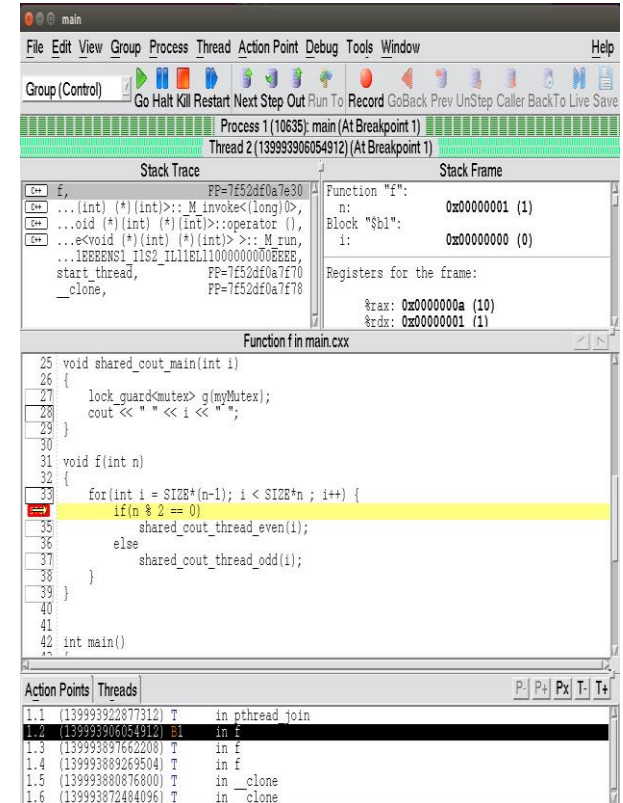 main
File Edit View Group Process Thread Action Point Debug Tools Window Help
Group (Control) Go Halt Kill Restart Next Step Out Run To Record GoBack Prev UnStep Caller BackTo Live Save
Process 1 (10635): main (At Breakpoint 1)
Thread 2 (139993906054912) (At Breakpoint 1)
Stack Trace
C++ f, FP=7f52df0a7e30
C++ ...(int) (*)(int)>::_M_invoke<(long)0>,
C++ ...oid (*)(int) (*)(int)>::operator (),
C++ ...e<void (*)(int) (*)(int)> >::_M_run,
...1EEEENS1_I1S2_IL11EL11000000000EEEE,
start_thread, FP=7f52df0a7f70
__clone, FP=7f52df0a7f78
Stack Frame
Function "f":
n: 0x00000001 (1)
Block "$b1":
i: 0x00000000 (0)
Registers for the frame:
%rax: 0x0000000a (10)
%rdx: 0x00000001 (1)
Function f in main.cxx
25 void shared_cout_main(int i)
26 {
27 lock_guard<mutex> g(myMutex);
28 cout << " " << i << " ";
29 }
30
31 void f(int n)
32 {
33 for(int i = SIZE*(n-1); i < SIZE*n ; i++) {
if(n % 2 == 0)
35 shared_cout_thread_even(i);
36 else
37 shared_cout_thread_odd(i);
38 }
39 }
40
41
42 int main()
Action Points Threads P- P+ Px T- T+
1.1 (139993922877312) T in pthread_join
1.2 (139993906054912) B1 in f
1.3 (139993897662208) T in f
1.4 (139993889269504) T in f
1.5 (139993880876800) T in __clone
1.6 (139993872484096) T in __clone